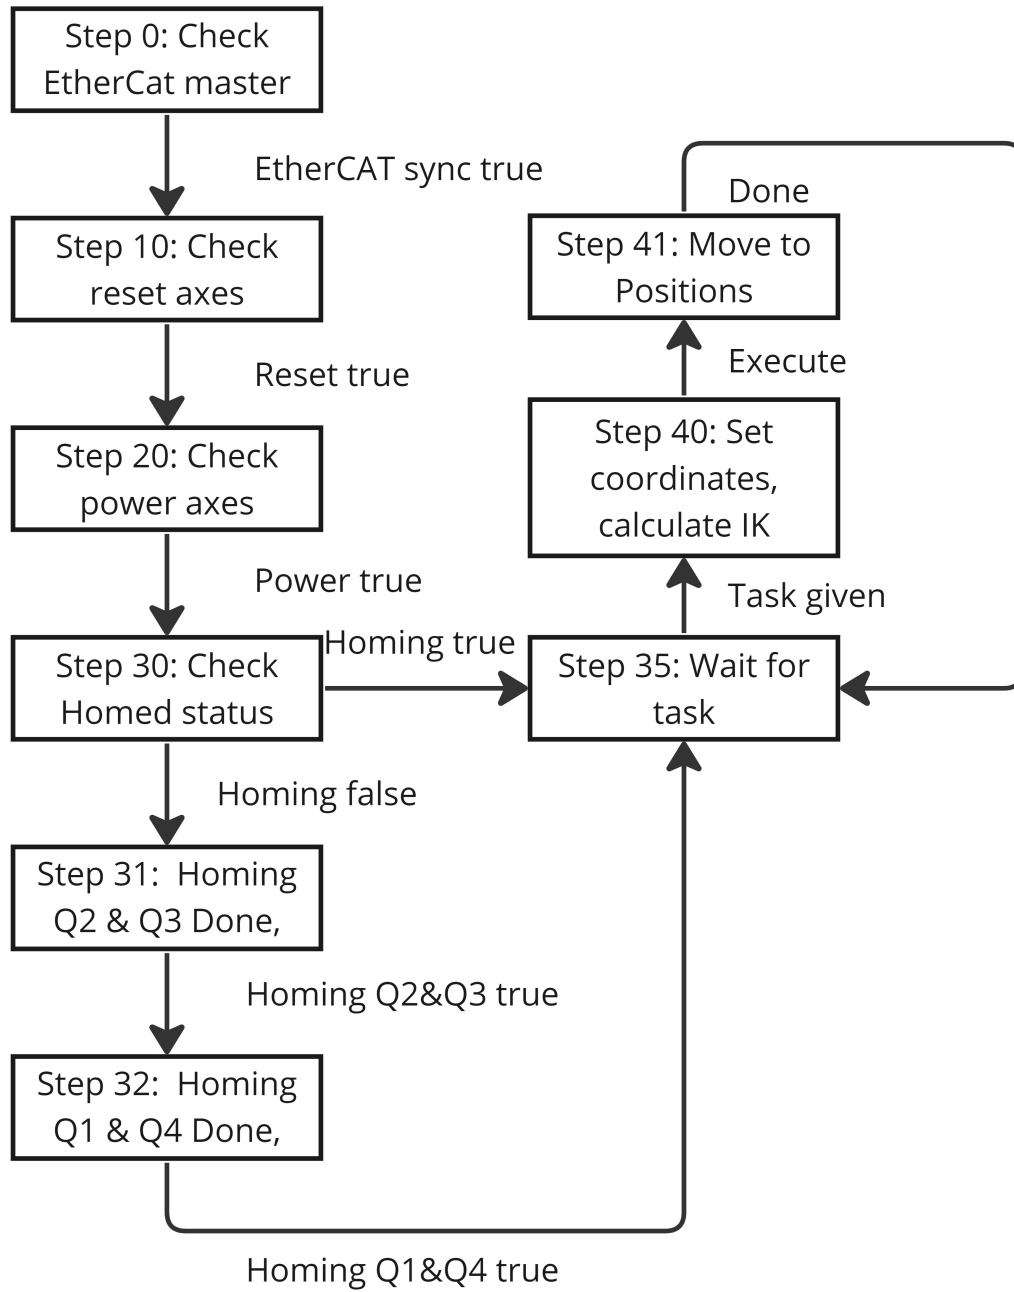 Step 0: Check
EtherCat master
EtherCAT sync true
Step 10: Check
reset axes
Reset true
Step 20: Check
power axes
Power true
Step 30: Check
Homed status
Homing true
Homing false
Step 31:  Homing
Q2 & Q3 Done,
Homing Q2&Q3 true
Step 32:  Homing
Q1 & Q4 Done,
Homing Q1&Q4 true
Step 35: Wait for
task
Task given
Step 40: Set
coordinates,
calculate IK
Execute
Step 41: Move to
Positions
Done